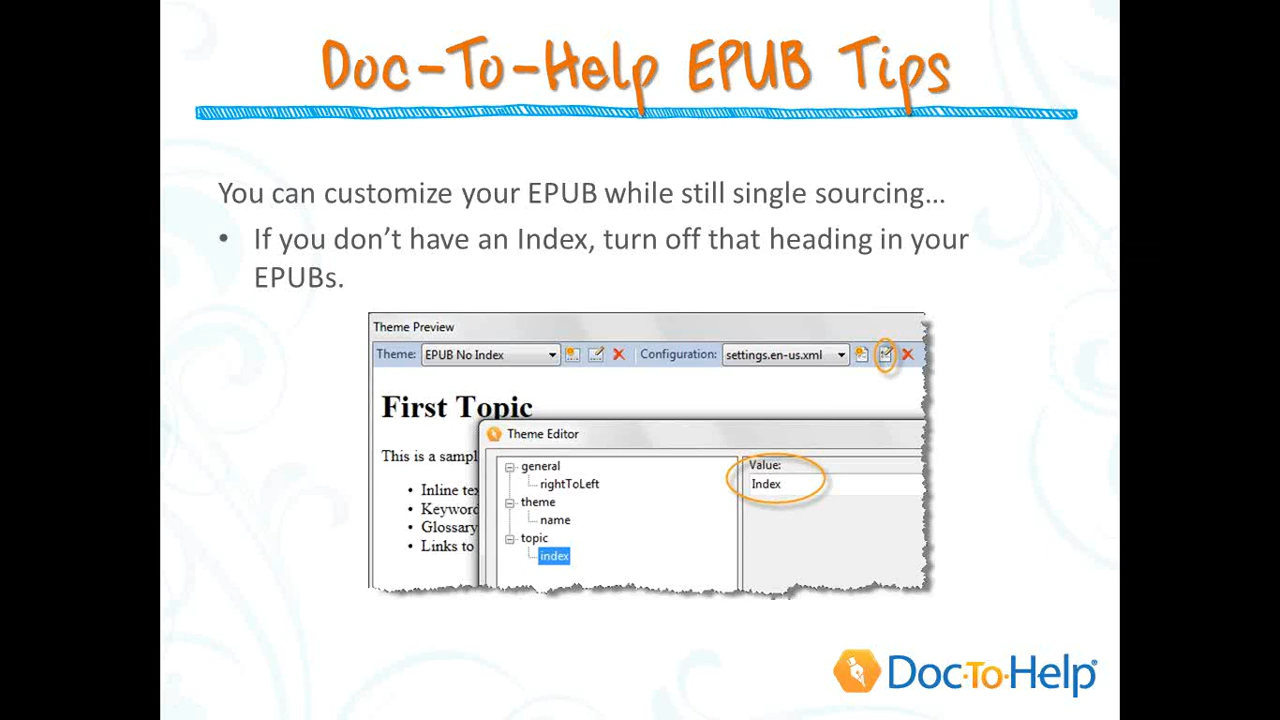 Doc-To-Help EPUB Tips
You can customize your EPUB while still single sourcing…
• If you don’t have an Index, turn off that heading in your
EPUBs.
Theme Preview
Theme: EPUB No Index Configuration: settings.en-us.xml
First Topic
Theme Editor
This is a sampl
general
Value:
rightToLeft
Index
• Inline tex
theme
• Keyword
name
• Glossary
topic
• Links to
index
Doc-To-Help®